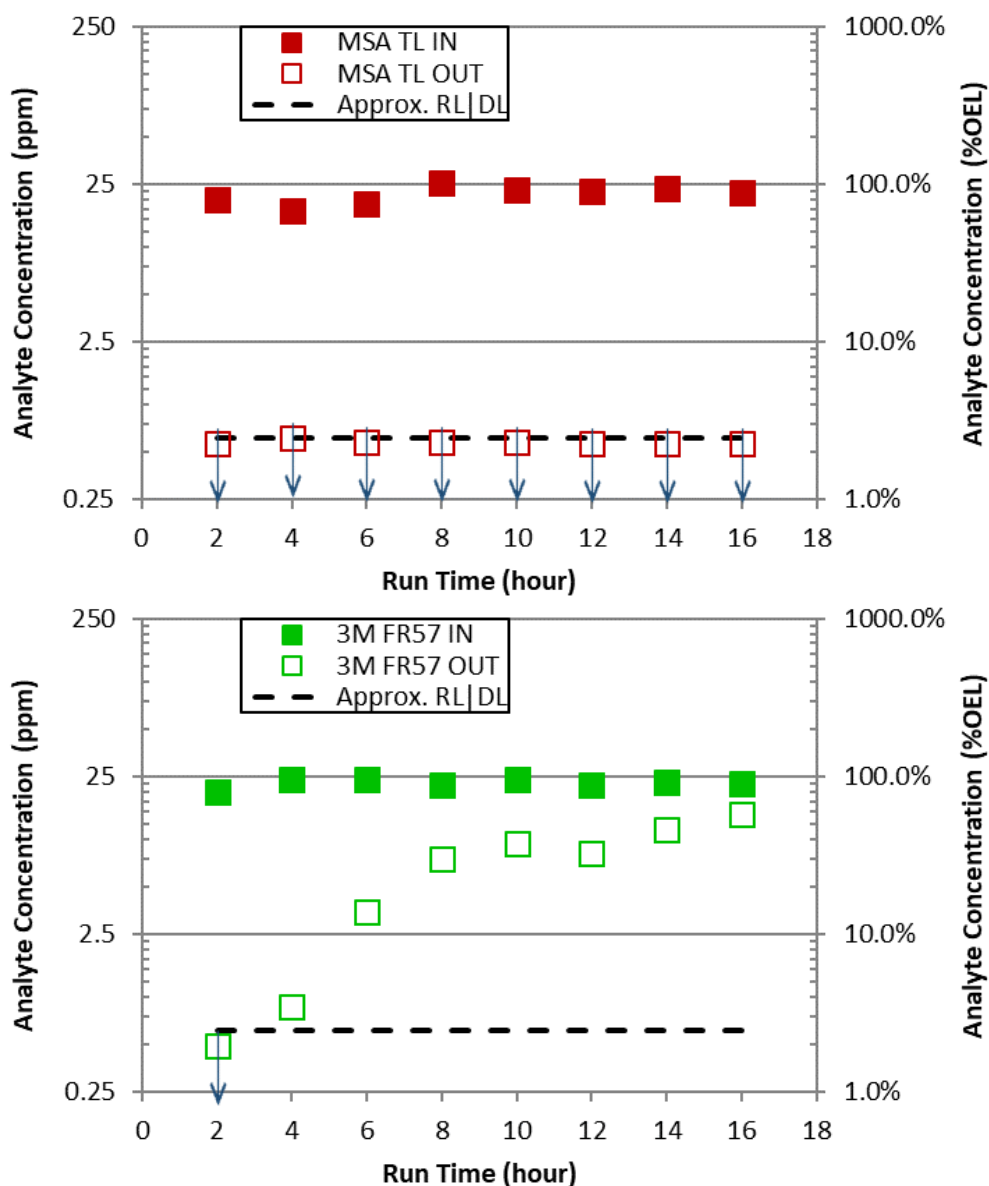 250
1000.0%
MSA TL IN
MSA TL OUT
Approx. RL|DL
25
100.0%
2.5
10.0%
0.25
1.0%
0 2 4 6 8 10 12 14 16 18
Run Time (hour)
Analyte Concentration (ppm)
Analyte Concentration (%OEL)
250
1000.0%
3M FR57 IN
3M FR57 OUT
Approx. RL|DL
25
100.0%
2.5
10.0%
0.25
1.0%
0 2 4 6 8 10 12 14 16 18
Run Time (hour)
Analyte Concentration (ppm)
Analyte Concentration (%OEL)